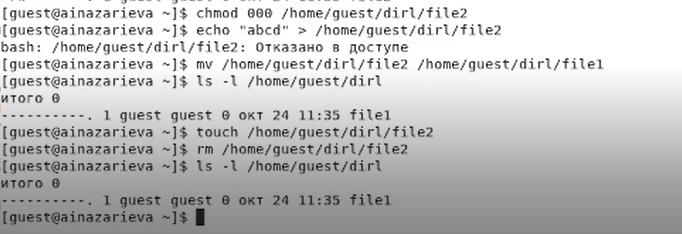 [guest@ainazarieva ~]$ chmod 000 /home/guest/dirl/file2
[guest@ainazarieva ~]$ echo "abcd" > /home/guest/dirl/file2
bash: /home/guest/dirl/file2: Отказано в доступе
[guest@ainazarieva ~]$ mv /home/guest/dirl/file2 /home/guest/dirl/file1
[guest@ainazarieva ~]$ ls -l /home/guest/dirl
итого 0
----------. 1 guest guest 0 окт 24 11:35 file1
[guest@ainazarieva ~]$ touch /home/guest/dirl/file2
[guest@ainazarieva ~]$ rm /home/guest/dirl/file2
[guest@ainazarieva ~]$ ls -l /home/guest/dirl
итого 0
----------. 1 guest guest 0 окт 24 11:35 file1
[guest@ainazarieva ~]$